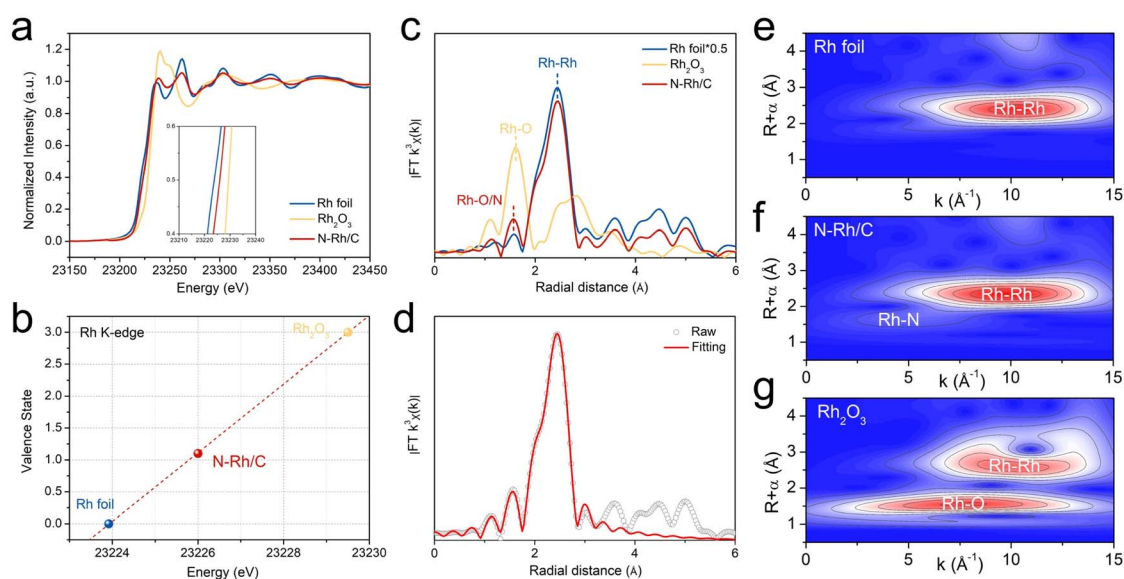 a
Normalized Intensity (a.u.)
1.2
1.0
0.8
0.6
0.4
0.2
0.0
0.6
0.5
0.4
23210 23220 23230 23240
Rh foil
Rh₂O₃
N-Rh/C
23150 23200 23250 23300 23350 23400 23450
Energy (eV)
b
Valence State
3.0
2.5
2.0
1.5
1.0
0.5
0.0
Rh K-edge
Rh₂O₃
N-Rh/C
Rh foil
23224 23226 23228 23230
Energy (eV)
c
|FT k³χ(k)|
Rh foil*0.5
Rh₂O₃
N-Rh/C
Rh-Rh
Rh-O
Rh-O/N
0 2 4 6
Radial distance (Å)
d
|FT k³χ(k)|
Raw
Fitting
0 2 4 6
Radial distance (Å)
e
Rh foil
R+α (Å)
4
3
2
1
Rh-Rh
0 5 10 15
k (Å⁻¹)
f
N-Rh/C
R+α (Å)
4
3
2
1
Rh-Rh
Rh-N
0 5 10 15
k (Å⁻¹)
g
Rh₂O₃
R+α (Å)
4
3
2
1
Rh-Rh
Rh-O
0 5 10 15
k (Å⁻¹)